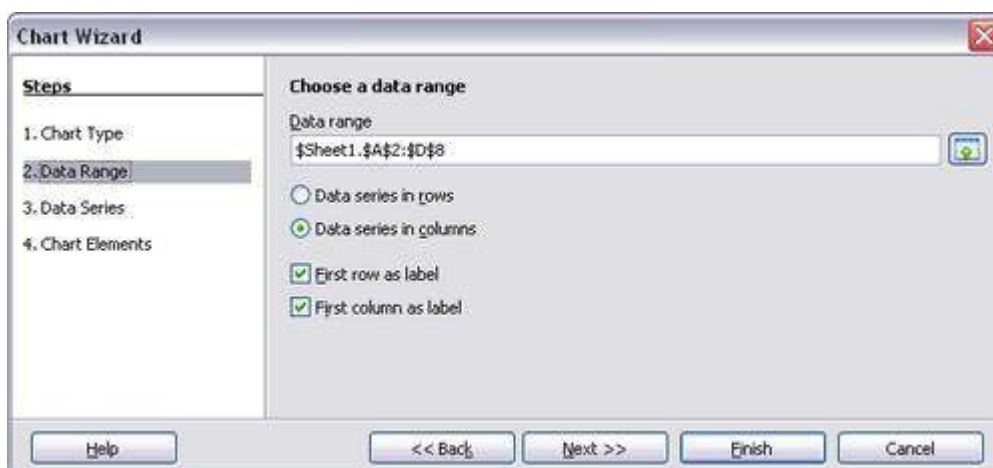 Chart Wizard
Steps
1. Chart Type
2. Data Range
3. Data Series
4. Chart Elements
Choose a data range
Data range
$Sheet1.$A$2:$D$8
Data series in rows
Data series in columns
First row as label
First column as label
Help
<< Back
Next >>
Finish
Cancel